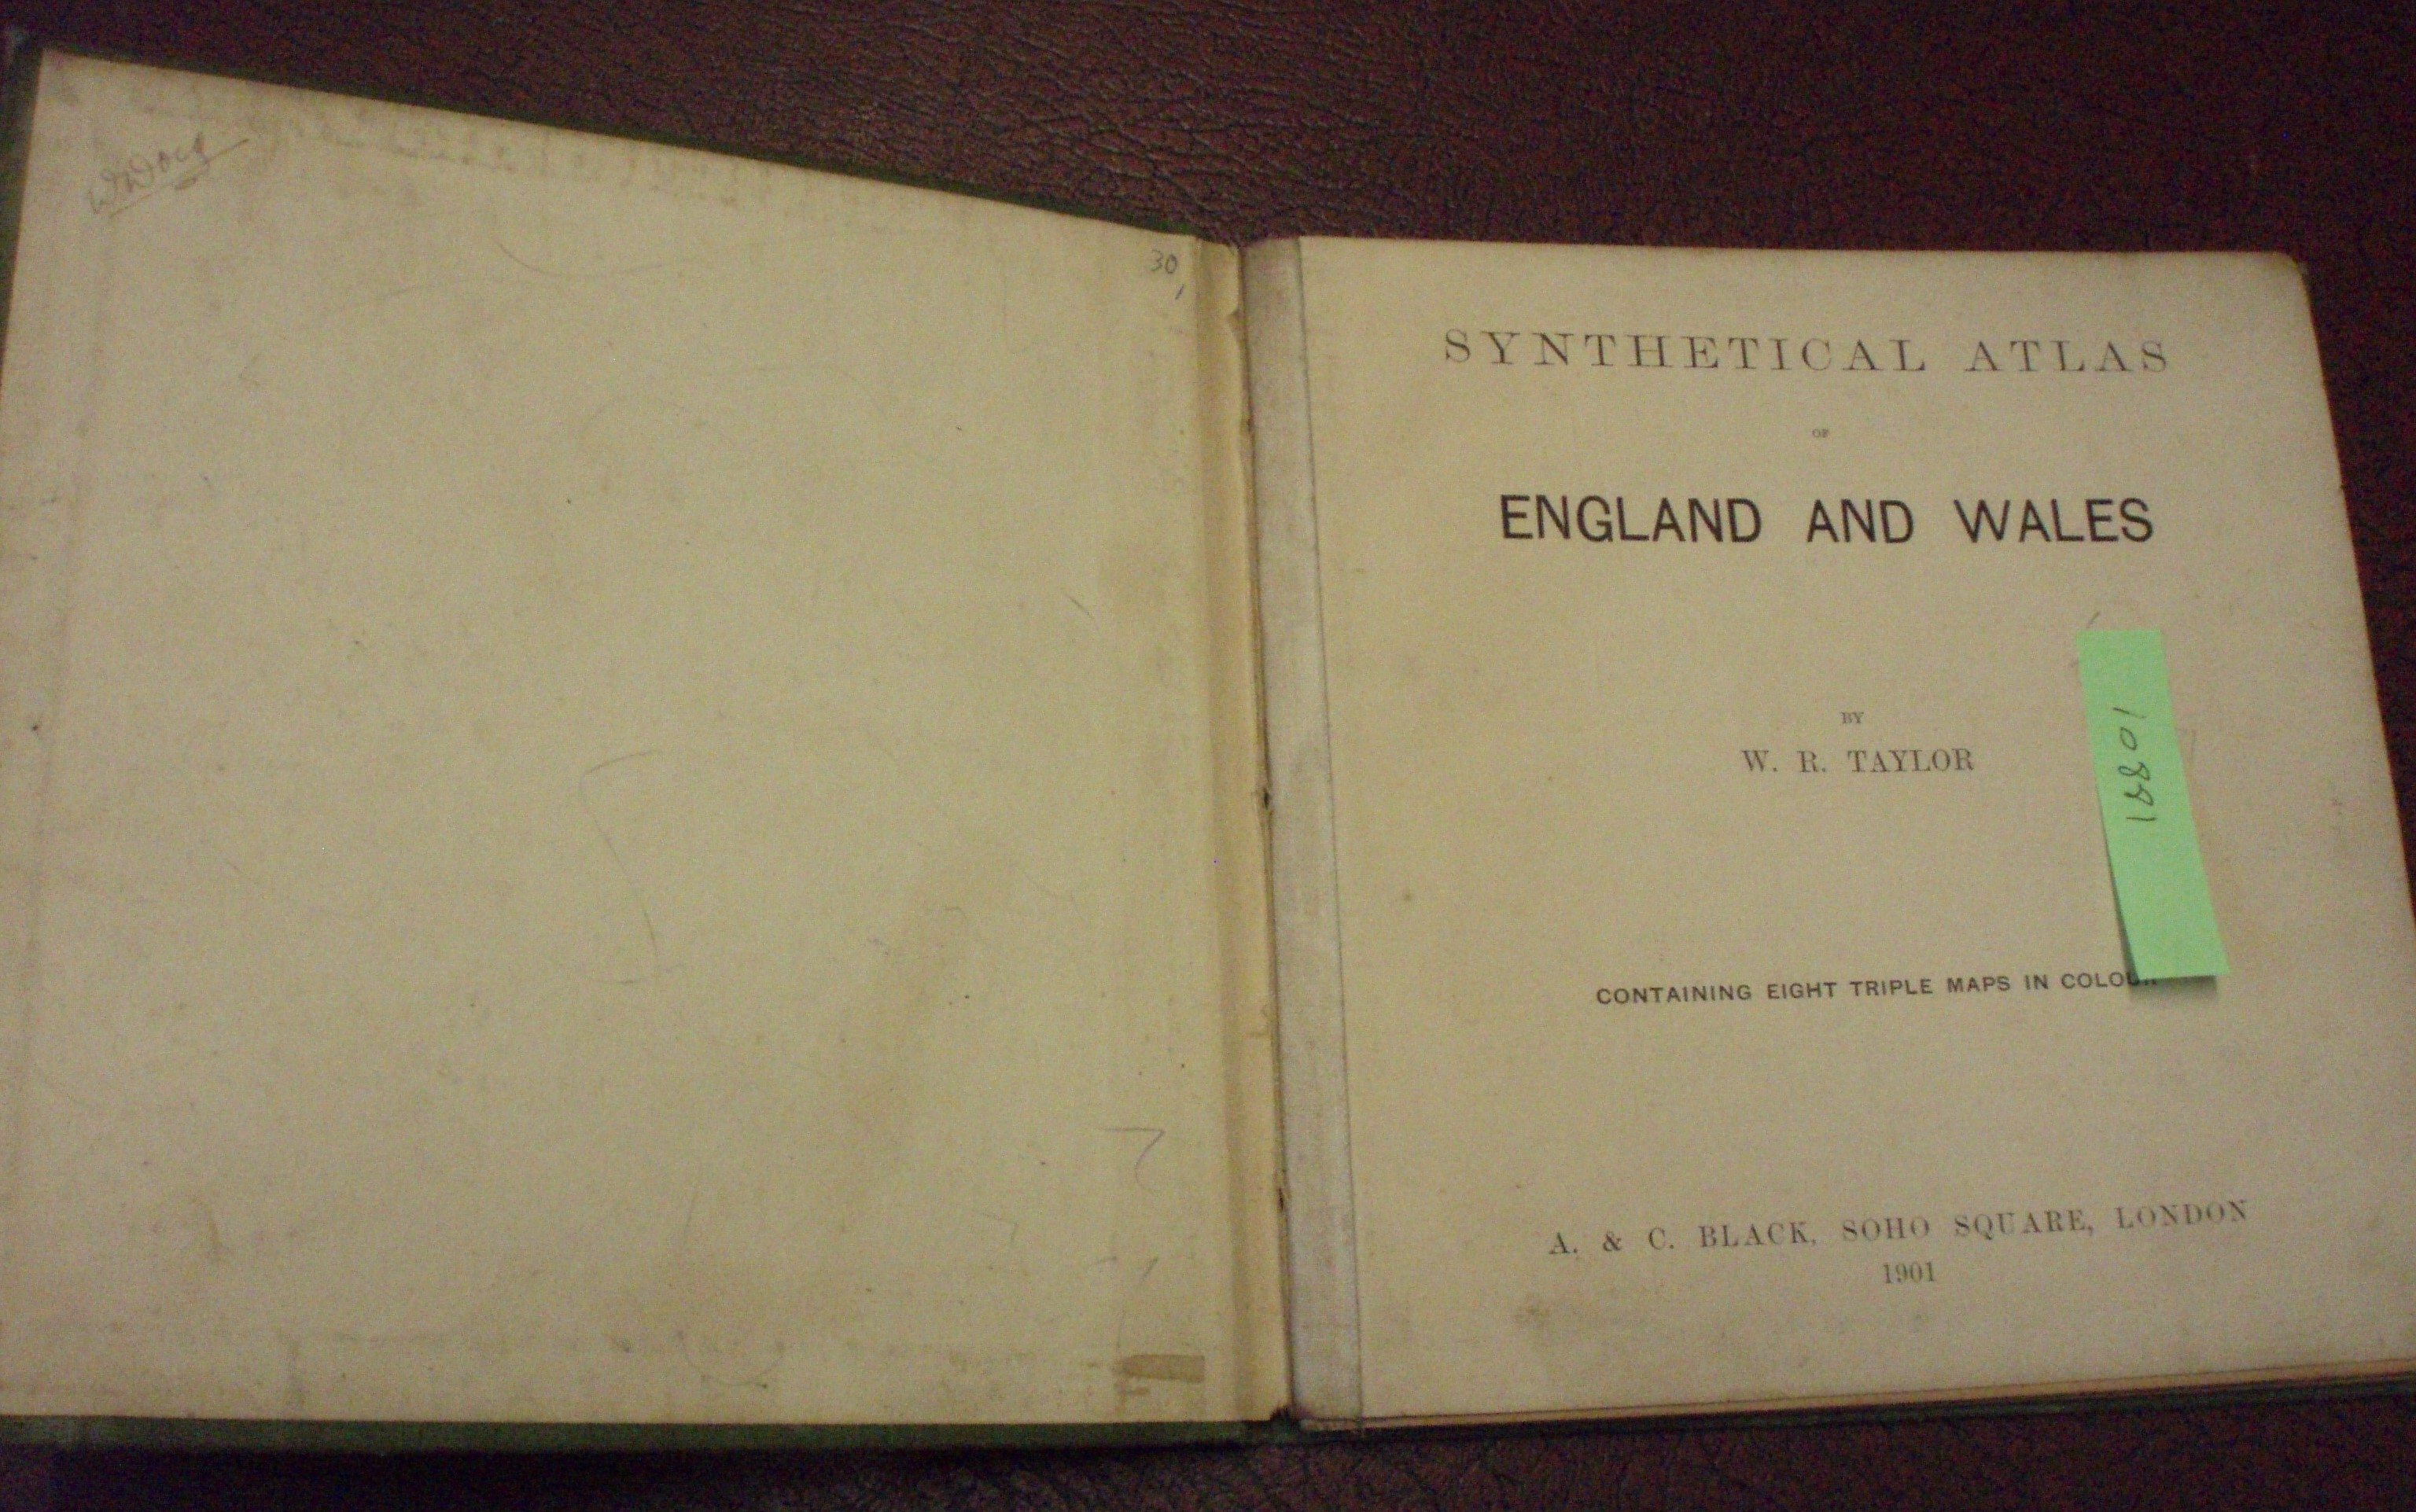 30
SYNTHETICAL ATLAS
OF
ENGLAND AND WALES
BY
W. R. TAYLOR
10881
CONTAINING EIGHT TRIPLE MAPS IN
A. & C. BLACK, SOHO SQUARE, LONDON
1901